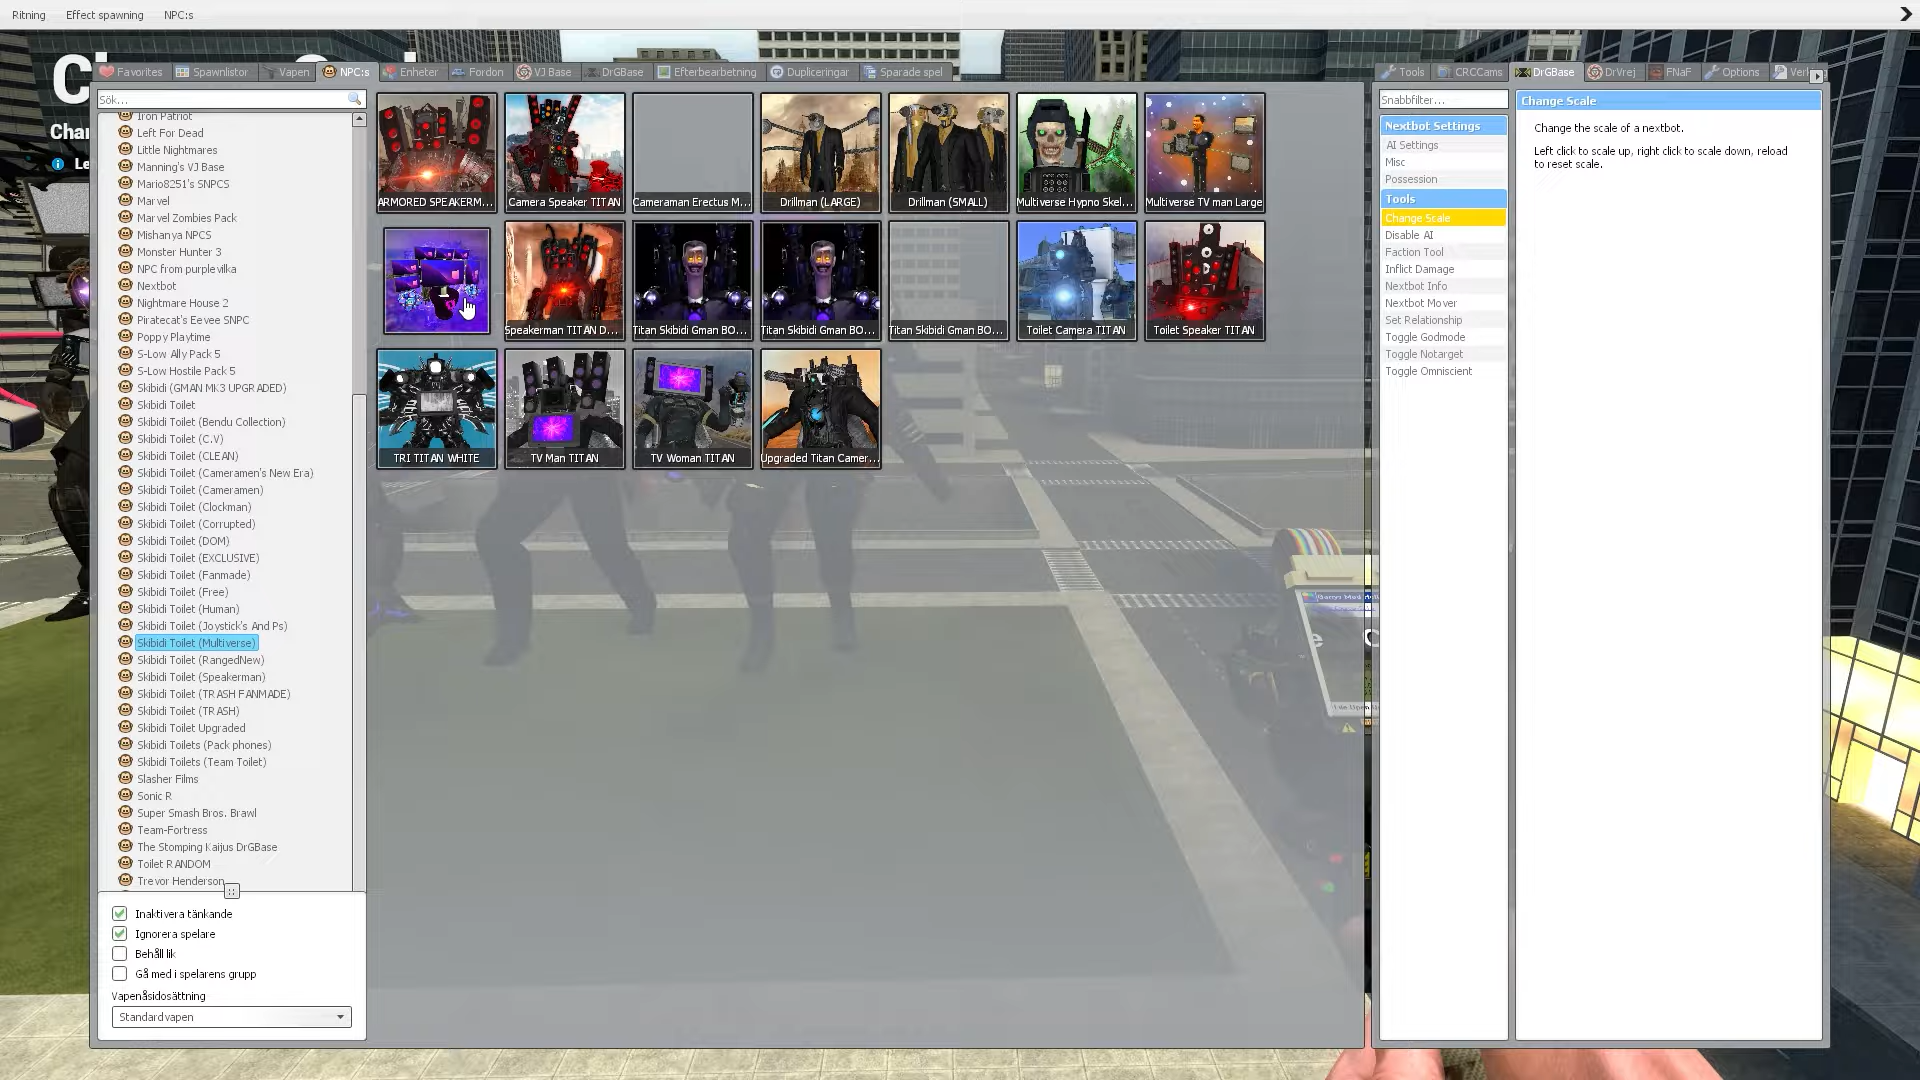 Ritning Effect spawning NPC:s
Favorites Spawnlistor Vapen NPC:s Enheter Fordon VJ Base DrGBase Efterbearbetning Dupliceringar Sparade spel
Tools CRCCams DrGBase DrVrej FNaF Options
Sök...
Iron Patriot
Left For Dead
Little Nightmares
Manning's VJ Base
Mario8251's SNPCS
Marvel
Marvel Zombies Pack
Mishanya NPCS
Monster Hunter 3
NPC from purplevilka
Nextbot
Nightmare House 2
Piratecat's Eevee SNPC
Poppy Playtime
S-Low Ally Pack 5
S-Low Hostile Pack 5
Skibidi (GMAN MK3 UPGRADED)
Skibidi Toilet
Skibidi Toilet (Bendu Collection)
Skibidi Toilet (C.V)
Skibidi Toilet (CLEAN)
Skibidi Toilet (Cameramen's New Era)
Skibidi Toilet (Cameramen)
Skibidi Toilet (Clockman)
Skibidi Toilet (Corrupted)
Skibidi Toilet (DOM)
Skibidi Toilet (EXCLUSIVE)
Skibidi Toilet (Fanmade)
Skibidi Toilet (Free)
Skibidi Toilet (Human)
Skibidi Toilet (Joystick's And Ps)
Skibidi Toilet (Multiverse)
Skibidi Toilet (RangedNew)
Skibidi Toilet (Speakerman)
Skibidi Toilet (TRASH FANMADE)
Skibidi Toilet (TRASH)
Skibidi Toilet Upgraded
Skibidi Toilets (Pack phones)
Skibidi Toilets (Team Toilet)
Slasher Films
Sonic R
Super Smash Bros. Brawl
Team-Fortress
The Stomping Kaijus DrGBase
Toilet RANDOM
Trevor Henderson
Inaktivera tänkande
Ignorera spelare
Behåll lik
Gå med i spelarens grupp
Vapenåsidosättning
Standardvapen
ARMORED SPEAKERM... Camera Speaker TITAN Cameraman Erectus M... Drillman (LARGE) Drillman (SMALL) Multiverse Hypno Skel... Multiverse TV man Large
Speakerman TITAN D... Titan Skibidi Gman BO... Titan Skibidi Gman BO... Titan Skibidi Gman BO... Toilet Camera TITAN Toilet Speaker TITAN
TRI TITAN WHITE TV Man TITAN TV Woman TITAN Upgraded Titan Camer...
Snabbfilter...
Nextbot Settings
AI Settings
Misc
Possession
Tools
Change Scale
Disable AI
Faction Tool
Inflict Damage
Nextbot Info
Nextbot Mover
Set Relationship
Toggle Godmode
Toggle Notarget
Toggle Omniscient
Change Scale
Change the scale of a nextbot.
Left click to scale up, right click to scale down, reload
to reset scale.